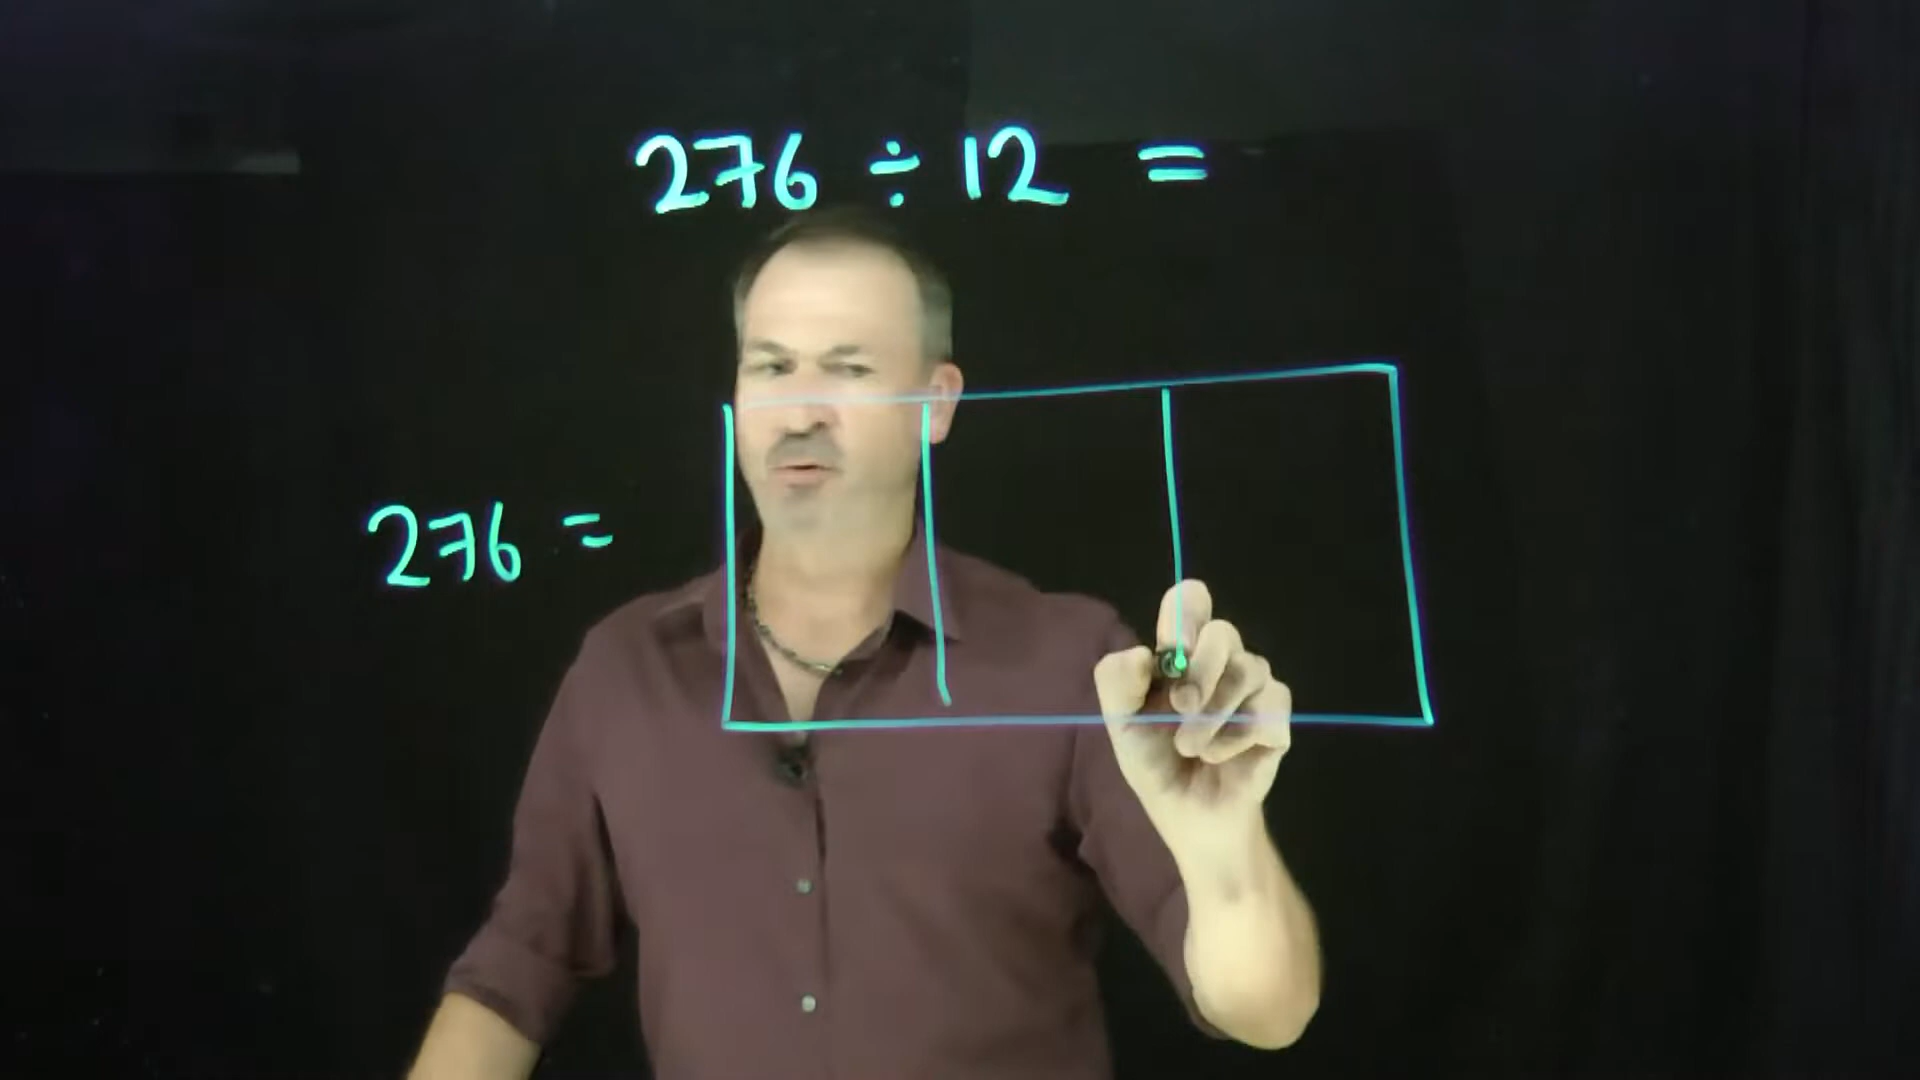 276 ÷ 12 =
276 =